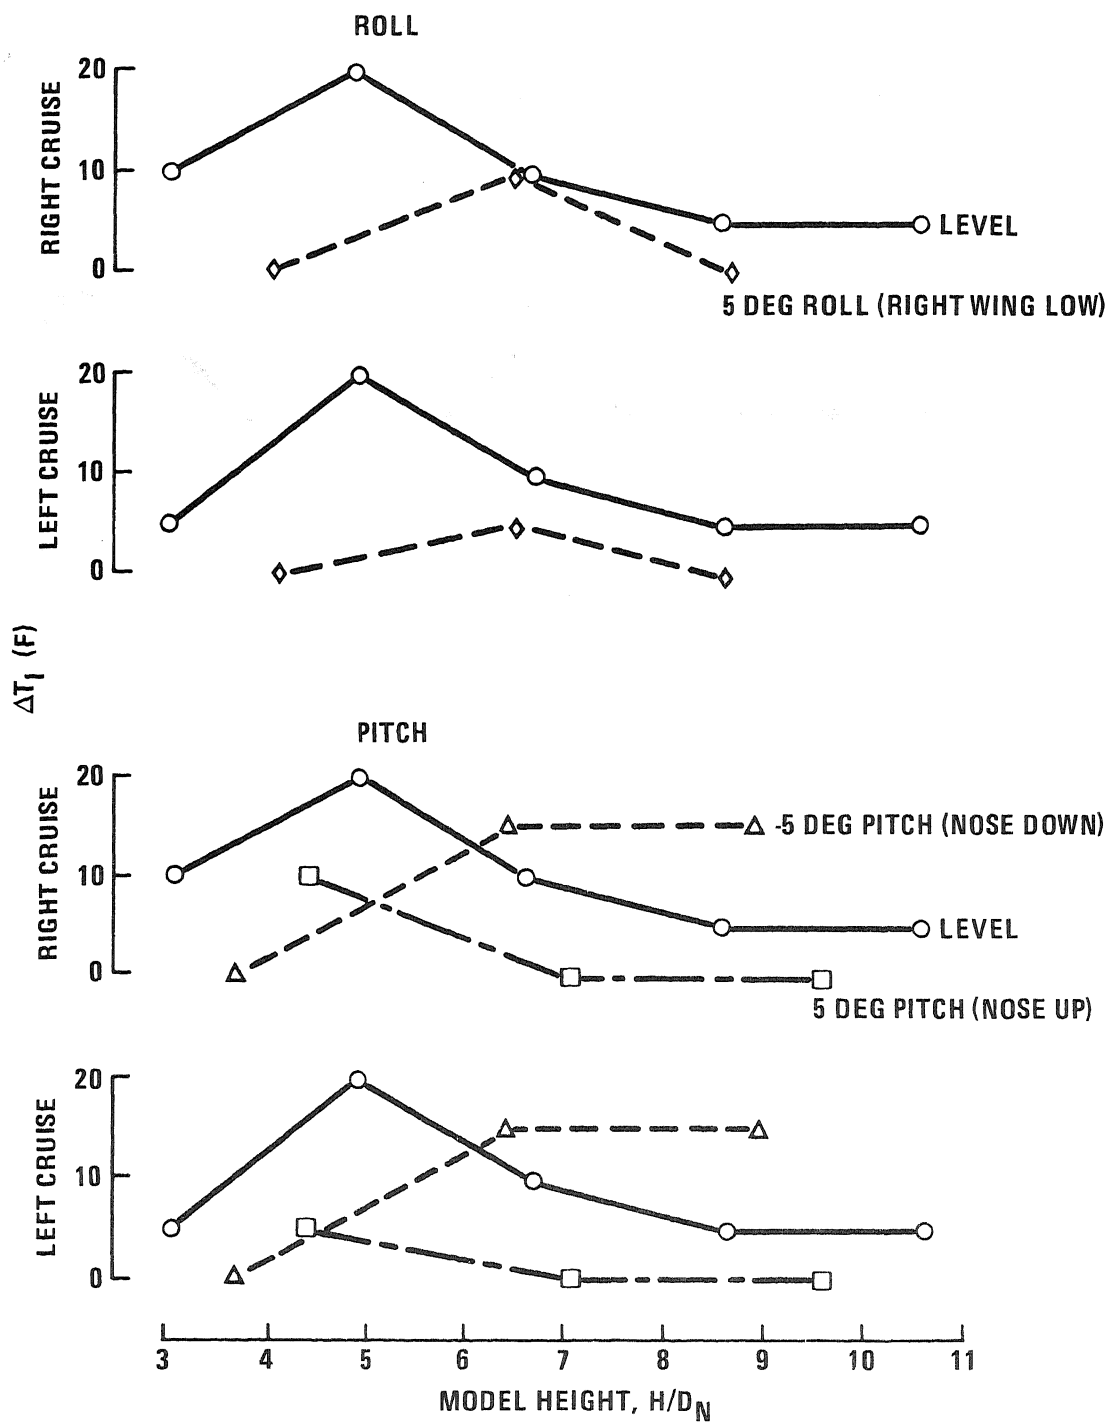 ROLL
20
10
0
RIGHT CRUISE
LEVEL
5 DEG ROLL (RIGHT WING LOW)
20
10
0
LEFT CRUISE
ΔT_I (F)
PITCH
20
10
0
RIGHT CRUISE
-5 DEG PITCH (NOSE DOWN)
LEVEL
5 DEG PITCH (NOSE UP)
20
10
0
LEFT CRUISE
3 4 5 6 7 8 9 10 11
MODEL HEIGHT, H/D_N